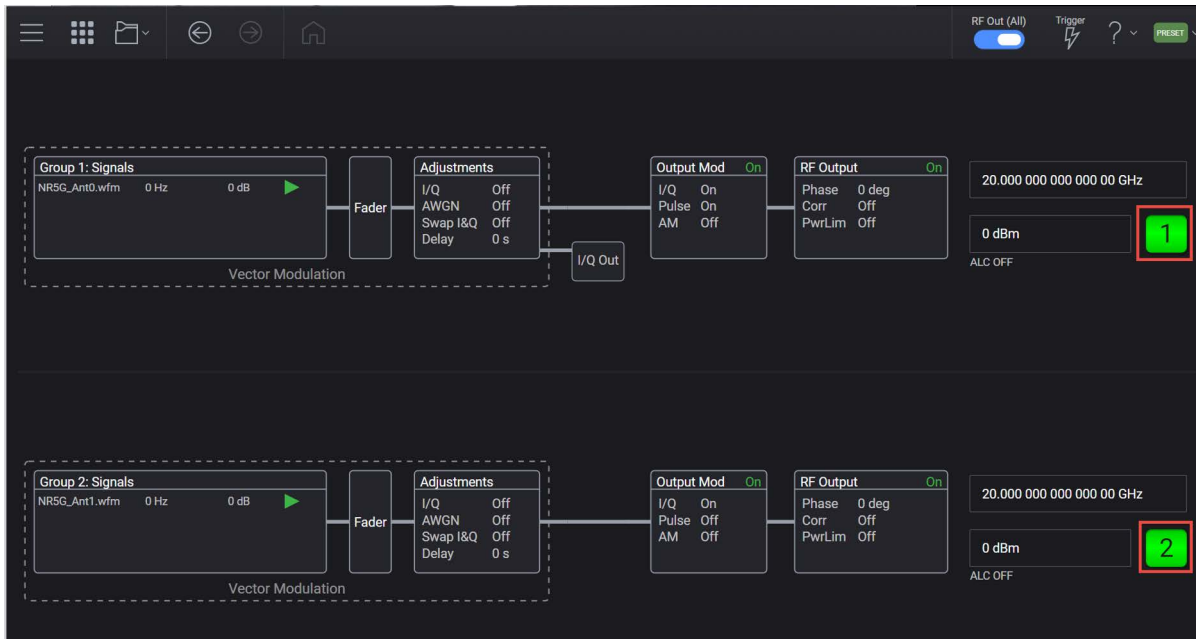 RF Out (All) Trigger ? PRESET
Group 1: Signals
NR5G_Ant0.wfm 0 Hz 0 dB
Vector Modulation
Fader
Adjustments
I/Q Off
AWGN Off
Swap I&Q Off
Delay 0 s
I/Q Out
Output Mod On
I/Q On
Pulse On
AM Off
RF Output On
Phase 0 deg
Corr Off
PwrLim Off
20.000 000 000 000 00 GHz
0 dBm
1
ALC OFF
Group 2: Signals
NR5G_Ant1.wfm 0 Hz 0 dB
Vector Modulation
Fader
Adjustments
I/Q Off
AWGN Off
Swap I&Q Off
Delay 0 s
Output Mod On
I/Q On
Pulse Off
AM Off
RF Output On
Phase 0 deg
Corr Off
PwrLim Off
20.000 000 000 000 00 GHz
0 dBm
2
ALC OFF